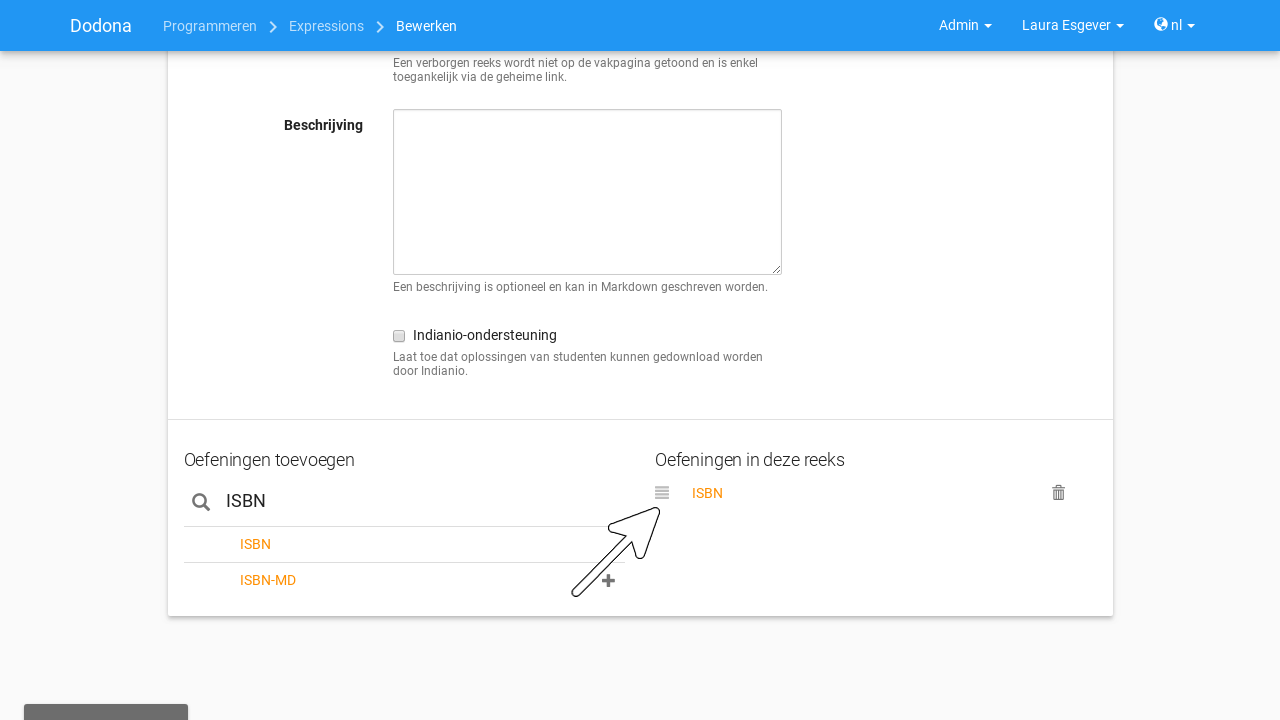 Dodona Programmeren Expressions Bewerken Admin Laura Esgever nl
Een verborgen reeks wordt niet op de vakpagina getoond en is enkel
toegankelijk via de geheime link.
Beschrijving
Een beschrijving is optioneel en kan in Markdown geschreven worden.
Indianio-ondersteuning
Laat toe dat oplossingen van studenten kunnen gedownload worden
door Indianio.
Oefeningen toevoegen
ISBN
ISBN
ISBN-MD
Oefeningen in deze reeks
ISBN